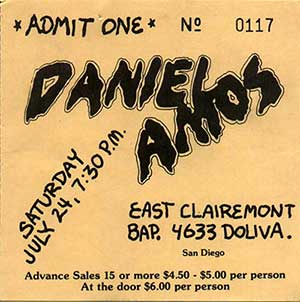 *ADMIT ONE* Nº 0117
DANIEL
AMOS
SATURDAY
JULY 24, 7:30 P.M.
EAST CLAIREMONT
BAP. 4633 DOLIVA.
San Diego
Advance Sales 15 or more $4.50 - $5.00 per person
At the door $6.00 per person